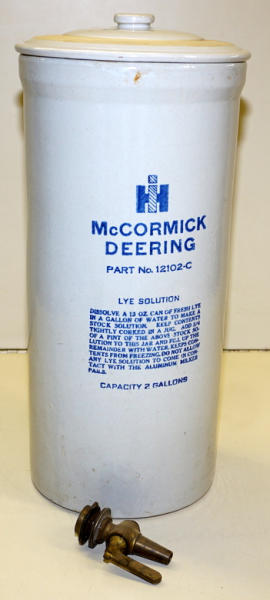 IH
McCORMICK
DEERING
PART No. 12102-C
LYE SOLUTION
DISSOLVE A 13 OZ. CAN OF FRESH LYE
IN A GALLON OF WATER TO MAKE A
STOCK SOLUTION. KEEP CONTENTS
TIGHTLY CORKED IN A JUG. ADD 3/4
OF A PINT OF THE ABOVE STOCK SO-
LUTION TO THIS JAR AND FILL UP THE
REMAINDER WITH WATER. KEEP CON-
TENTS FROM FREEZING. DO NOT ALLOW
ANY LYE SOLUTION TO COME IN CON-
TACT WITH THE ALUMINUM MILKER
PAILS.
CAPACITY 2 GALLONS